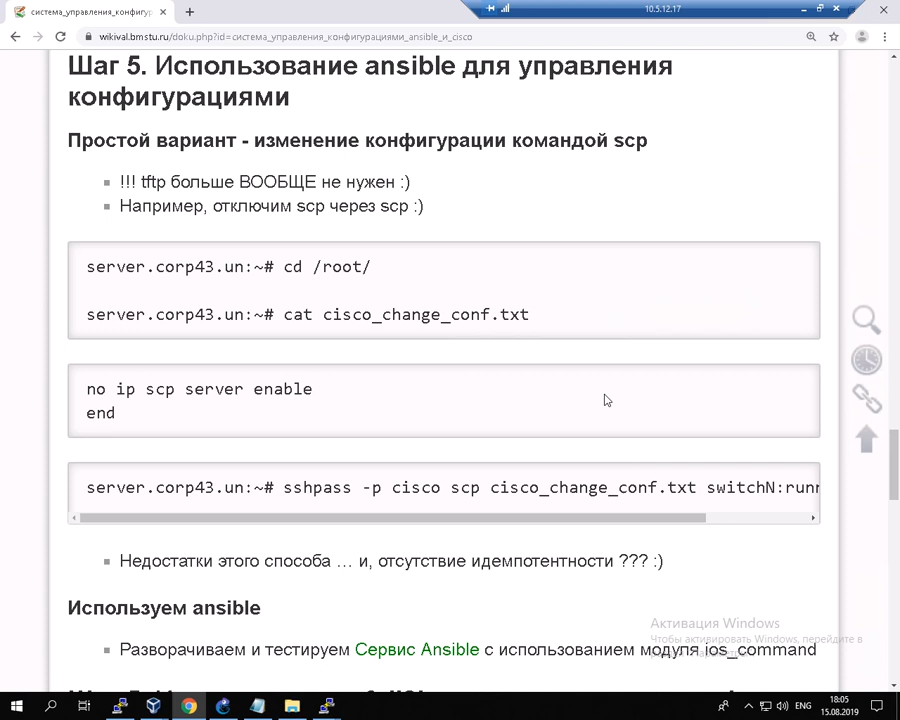 система_управления_конфигур
10.5.12.17
wikival.bmstu.ru/doku.php?id=система_управления_конфигурациями_ansible_и_cisco
Шаг 5. Использование ansible для управления
конфигурациями
Простой вариант - изменение конфигурации командой scp
!!! tftp больше ВООБЩЕ не нужен :)
Например, отключим scp через scp :)
server.corp43.un:~# cd /root/
server.corp43.un:~# cat cisco_change_conf.txt
no ip scp server enable
end
server.corp43.un:~# sshpass -p cisco scp cisco_change_conf.txt switchN:runn
Недостатки этого способа … и, отсутствие идемпотентности ??? :)
Используем ansible
Активация Windows
Чтобы активировать Windows, перейдите в
Разворачиваем и тестируем Сервис Ansible с использованием модуля ios_command
ENG
18:05
15.08.2019